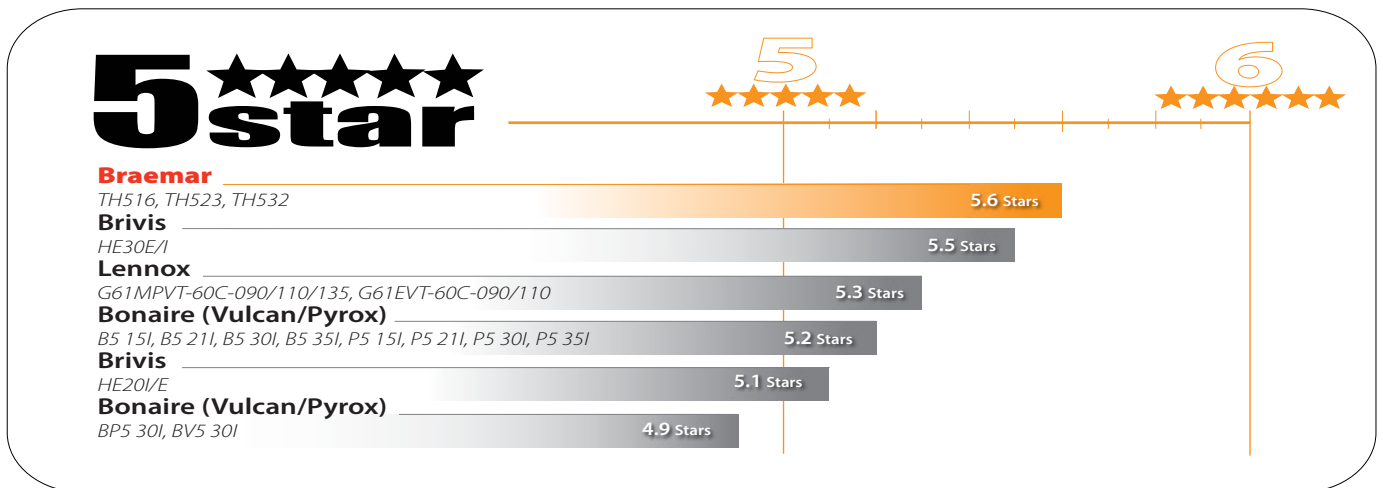 5 star
5
6
Braemar
TH516, TH523, TH532
5.6 Stars
Brivis
HE30E/I
5.5 Stars
Lennox
G61MPVT-60C-090/110/135, G61EVT-60C-090/110
5.3 Stars
Bonaire (Vulcan/Pyrox)
B5 15I, B5 21I, B5 30I, B5 35I, P5 15I, P5 21I, P5 30I, P5 35I
5.2 Stars
Brivis
HE20I/E
5.1 Stars
Bonaire (Vulcan/Pyrox)
BP5 30I, BV5 30I
4.9 Stars